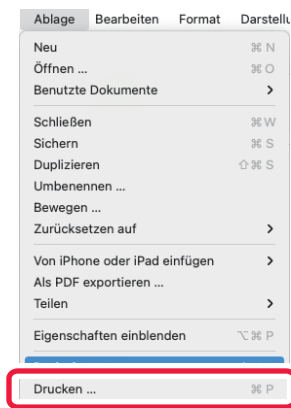 Ablage Bearbeiten Format
Neu ⌘ N
Öffnen ... ⌘ O
Benutzte Dokumente >
Schließen ⌘ W
Sichern ⌘ S
Duplizieren ⇧ ⌘ S
Umbenennen ...
Bewegen ...
Zurücksetzen auf >
Von iPhone oder iPad einfügen >
Als PDF exportieren ...
Teilen >
Eigenschaften einblenden ⌥ ⌘ P
Drucken ... ⌘ P